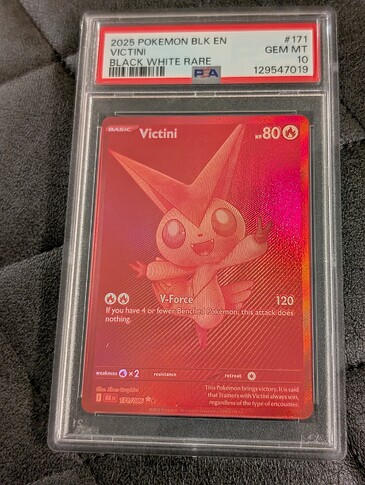 2025 POKEMON BLK EN #171
VICTINI GEM MT
BLACK WHITE RARE 10
PSA 129547019
BASIC Victini HP80
V-Force 120
If you have 4 or fewer Benched Pokémon, this attack does
nothing.
weakness ×2 resistance retreat
This Pokémon brings victory. It is said
that Trainers with Victini always win,
regardless of the type of encounter.